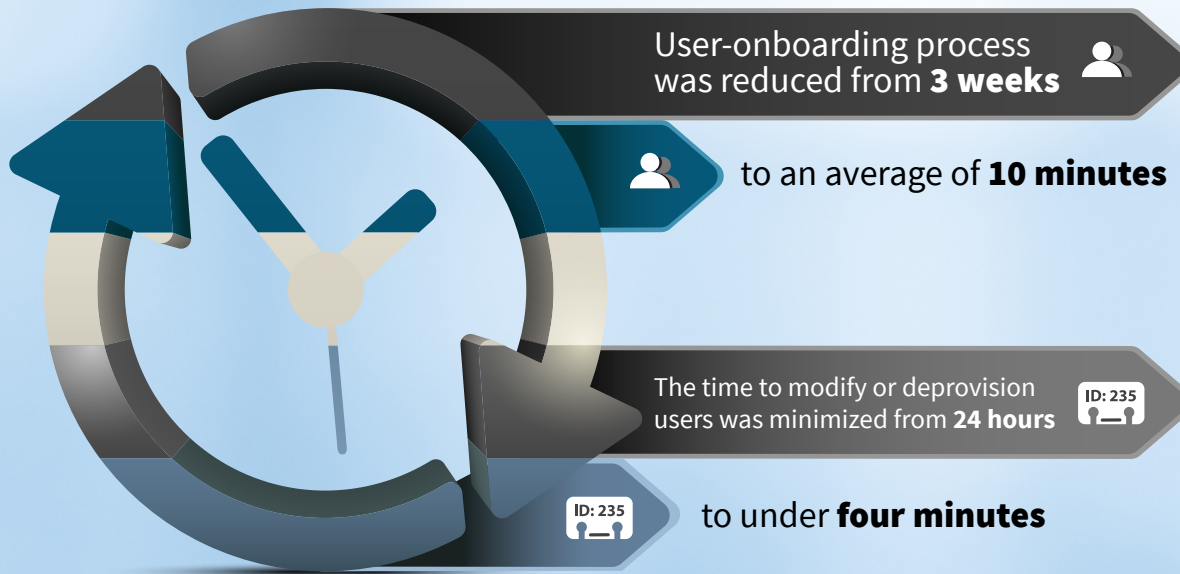 User-onboarding process
was reduced from 3 weeks
to an average of 10 minutes
The time to modify or deprovision
users was minimized from 24 hours
ID: 235
to under four minutes
ID: 235